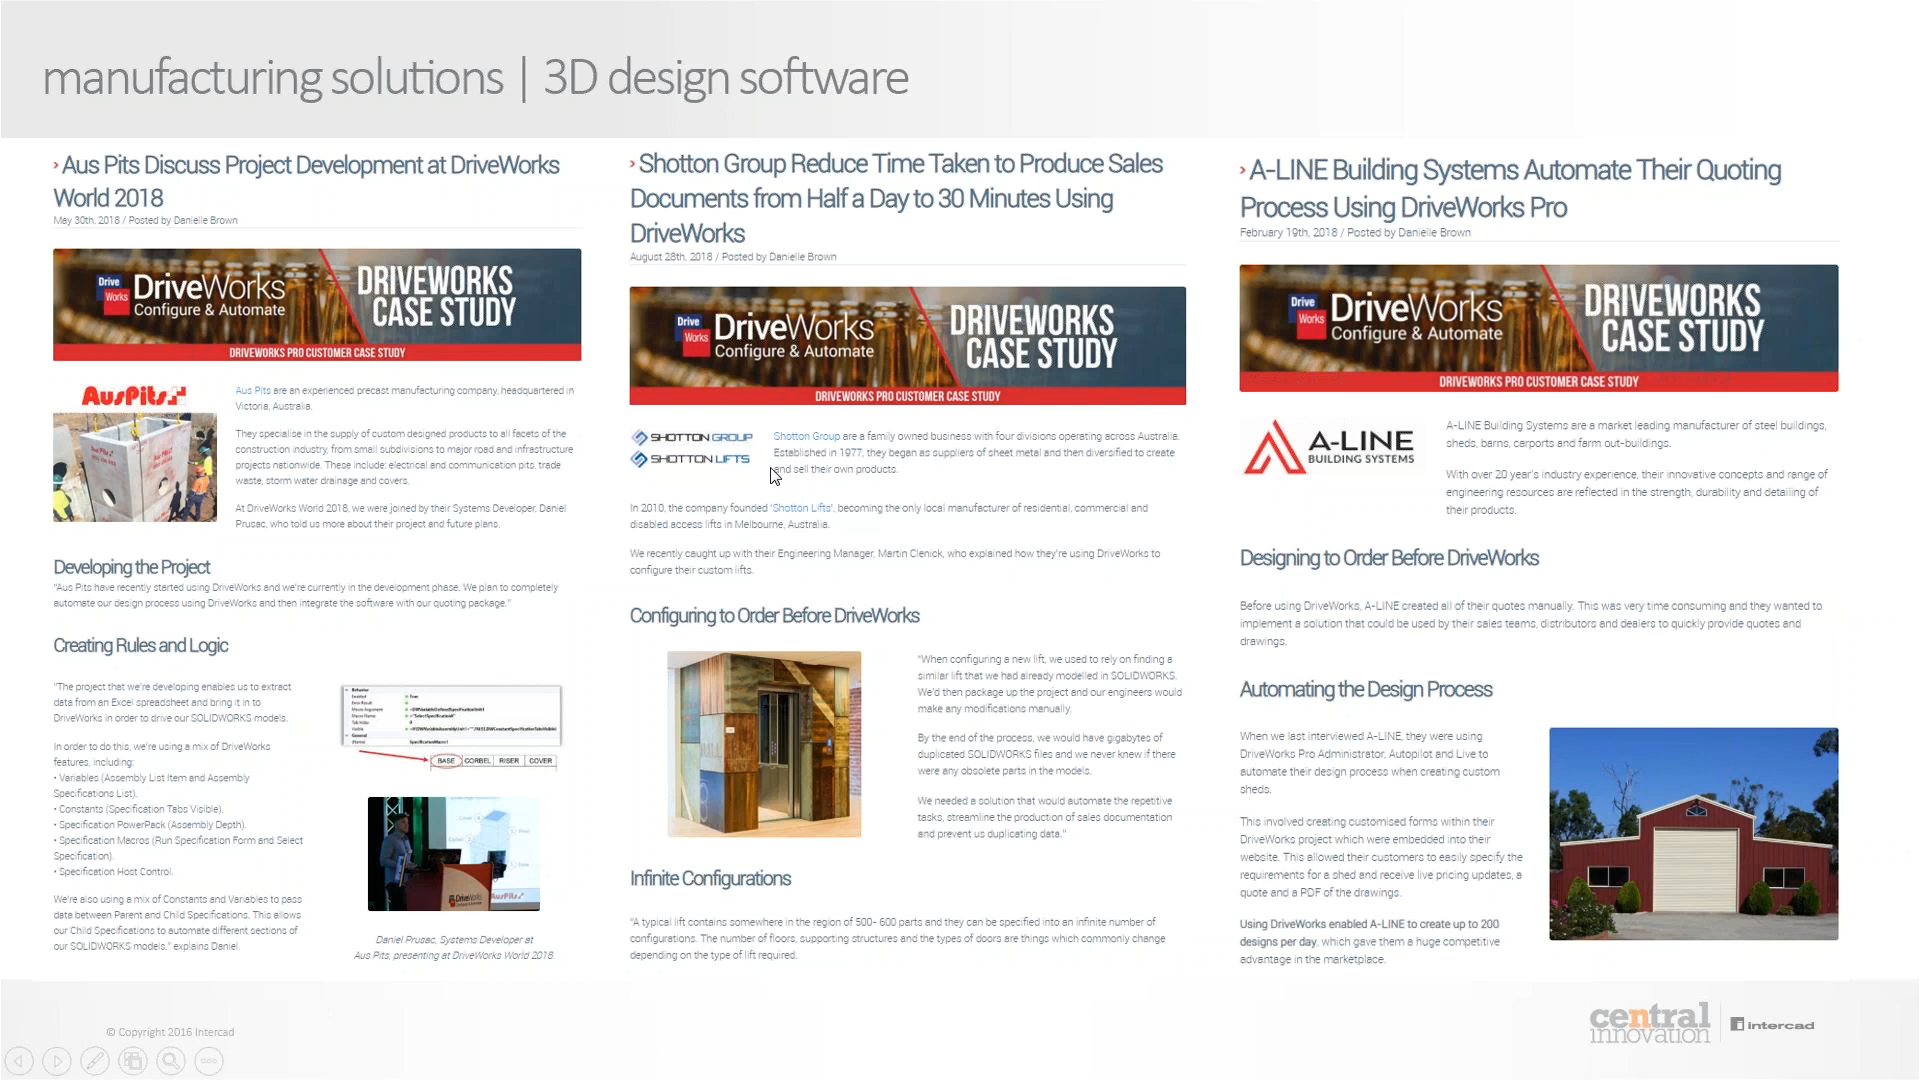 manufacturing solutions | 3D design software
› Aus Pits Discuss Project Development at DriveWorks
World 2018
May 30th, 2018 / Posted by Danielle Brown
Drive
Works
DriveWorks
Configure & Automate
DRIVEWORKS
CASE STUDY
DRIVEWORKS PRO CUSTOMER CASE STUDY
AusPits
Aus Pits are an experienced precast manufacturing company, headquartered in
Victoria, Australia.
They specialise in the supply of custom designed products to all facets of the
construction industry, from small subdivisions to major road and infrastructure
projects nationwide. These include: electrical and communication pits, trade
waste, storm water drainage and covers.
At DriveWorks World 2018, we were joined by their Systems Developer, Daniel
Prusac, who told us more about their project and future plans.
Developing the Project
"Aus Pits have recently started using DriveWorks and we're currently in the development phase. We plan to completely
automate our design process using DriveWorks and then integrate the software with our quoting package."
Creating Rules and Logic
"The project that we're developing enables us to extract
data from an Excel spreadsheet and bring it in to
DriveWorks in order to drive our SOLIDWORKS models.
In order to do this, we're using a mix of DriveWorks
features, including:
• Variables (Assembly List Item and Assembly
Specifications List).
• Constants (Specification Tabs Visible).
• Specification PowerPack (Assembly Depth).
• Specification Macros (Run Specification Form and Select
Specification).
• Specification Host Control.
We're also using a mix of Constants and Variables to pass
data between Parent and Child Specifications. This allows
our Child Specifications to automate different sections of
our SOLIDWORKS models." explains Daniel.
Behavior
Enabled
True
Error Result
Macro Argument
Macro Name
Tab Index
0
Visible
General
(Name)
BASE CORBEL RISER COVER
DriveWorks
AusPits
Daniel Prusac, Systems Developer at
Aus Pits, presenting at DriveWorks World 2018.
› Shotton Group Reduce Time Taken to Produce Sales
Documents from Half a Day to 30 Minutes Using
DriveWorks
August 28th, 2018 / Posted by Danielle Brown
Drive
Works
DriveWorks
Configure & Automate
DRIVEWORKS
CASE STUDY
DRIVEWORKS PRO CUSTOMER CASE STUDY
SHOTTON GROUP
SHOTTON LIFTS
Shotton Group are a family owned business with four divisions operating across Australia.
Established in 1977, they began as suppliers of sheet metal and then diversified to create
and sell their own products.
In 2010, the company founded 'Shotton Lifts', becoming the only local manufacturer of residential, commercial and
disabled access lifts in Melbourne, Australia.
We recently caught up with their Engineering Manager, Martin Clenick, who explained how they're using DriveWorks to
configure their custom lifts.
Configuring to Order Before DriveWorks
"When configuring a new lift, we used to rely on finding a
similar lift that we had already modelled in SOLIDWORKS.
We'd then package up the project and our engineers would
make any modifications manually.
By the end of the process, we would have gigabytes of
duplicated SOLIDWORKS files and we never knew if there
were any obsolete parts in the models.
We needed a solution that would automate the repetitive
tasks, streamline the production of sales documentation
and prevent us duplicating data."
Infinite Configurations
"A typical lift contains somewhere in the region of 500- 600 parts and they can be specified into an infinite number of
configurations. The number of floors, supporting structures and the types of doors are things which commonly change
depending on the type of lift required.
› A-LINE Building Systems Automate Their Quoting
Process Using DriveWorks Pro
February 19th, 2018 / Posted by Danielle Brown
Drive
Works
DriveWorks
Configure & Automate
DRIVEWORKS
CASE STUDY
DRIVEWORKS PRO CUSTOMER CASE STUDY
A-LINE
BUILDING SYSTEMS
A-LINE Building Systems are a market leading manufacturer of steel buildings,
sheds, barns, carports and farm out-buildings.
With over 20 year's industry experience, their innovative concepts and range of
engineering resources are reflected in the strength, durability and detailing of
their products.
Designing to Order Before DriveWorks
Before using DriveWorks, A-LINE created all of their quotes manually. This was very time consuming and they wanted to
implement a solution that could be used by their sales teams, distributors and dealers to quickly provide quotes and
drawings.
Automating the Design Process
When we last interviewed A-LINE, they were using
DriveWorks Pro Administrator, Autopilot and Live to
automate their design process when creating custom
sheds.
This involved creating customised forms within their
DriveWorks project which were embedded into their
website. This allowed their customers to easily specify the
requirements for a shed and receive live pricing updates, a
quote and a PDF of the drawings.
Using DriveWorks enabled A-LINE to create up to 200
designs per day, which gave them a huge competitive
advantage in the marketplace.
© Copyright 2016 Intercad
central
innovation
intercad